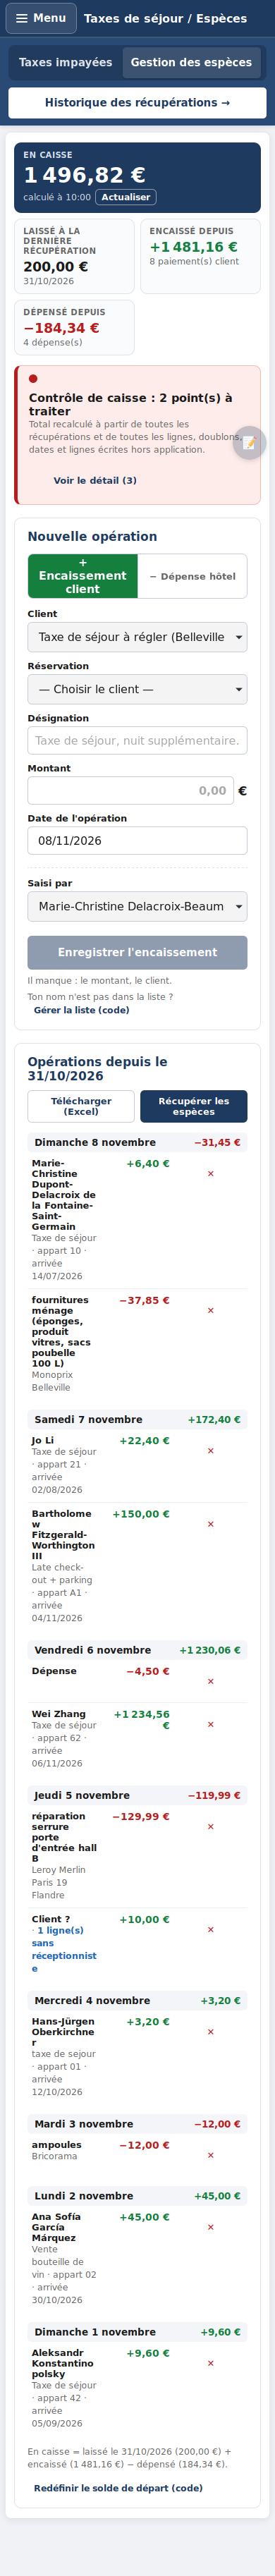 Menu
Taxes de séjour / Espèces
Taxes impayées
Gestion des espèces
Historique des récupérations →
EN CAISSE
1 496,82 €
calculé à 10:00
Actualiser
LAISSÉ À LA
DERNIÈRE
RÉCUPÉRATION
200,00 €
31/10/2026
ENCAISSÉ DEPUIS
+1 481,16 €
8 paiement(s) client
DÉPENSÉ DEPUIS
−184,34 €
4 dépense(s)
Contrôle de caisse : 2 point(s) à
traiter
Total recalculé à partir de toutes les
récupérations et de toutes les lignes, doublons,
dates et lignes écrites hors application.
Voir le détail (3)
Nouvelle opération
+
Encaissement
client
− Dépense hôtel
Client
Taxe de séjour à régler (Belleville
Réservation
— Choisir le client —
Désignation
Taxe de séjour, nuit supplémentaire.
Montant
0,00 €
Date de l'opération
08/11/2026
Saisi par
Marie-Christine Delacroix-Beaum
Enregistrer l'encaissement
Il manque : le montant, le client.
Ton nom n'est pas dans la liste ?
Gérer la liste (code)
Opérations depuis le
31/10/2026
Télécharger
(Excel)
Récupérer les
espèces
Dimanche 8 novembre −31,45 €
Marie-
Christine
Dupont-
Delacroix de
la Fontaine-
Saint-
Germain
+6,40 €
×
Taxe de séjour
· appart 10 ·
arrivée
14/07/2026
fournitures
ménage
(éponges,
produit
vitres, sacs
poubelle
100 L)
−37,85 €
×
Monoprix
Belleville
Samedi 7 novembre +172,40 €
Jo Li
+22,40 €
×
Taxe de séjour
· appart 21 ·
arrivée
02/08/2026
Bartholome
w
Fitzgerald-
Worthington
III
+150,00 €
×
Late check-
out + parking
· appart A1 ·
arrivée
04/11/2026
Vendredi 6 novembre +1 230,06 €
Dépense
−4,50 €
×
Wei Zhang
+1 234,56
€
×
Taxe de séjour
· appart 62 ·
arrivée
06/11/2026
Jeudi 5 novembre −119,99 €
réparation
serrure
porte
d'entrée hall
B
−129,99 €
×
Leroy Merlin
Paris 19
Flandre
Client ?
+10,00 €
×
· 1 ligne(s)
sans
réceptionnist
e
Mercredi 4 novembre +3,20 €
Hans-Jürgen
Oberkirchne
r
+3,20 €
×
taxe de sejour
· appart 01 ·
arrivée
12/10/2026
Mardi 3 novembre −12,00 €
ampoules
−12,00 €
×
Bricorama
Lundi 2 novembre +45,00 €
Ana Sofía
García
Márquez
+45,00 €
×
Vente
bouteille de
vin · appart 02
· arrivée
30/10/2026
Dimanche 1 novembre +9,60 €
Aleksandr
Konstantino
polsky
+9,60 €
×
Taxe de séjour
· appart 42 ·
arrivée
05/09/2026
En caisse = laissé le 31/10/2026 (200,00 €) +
encaissé (1 481,16 €) − dépensé (184,34 €).
Redéfinir le solde de départ (code)